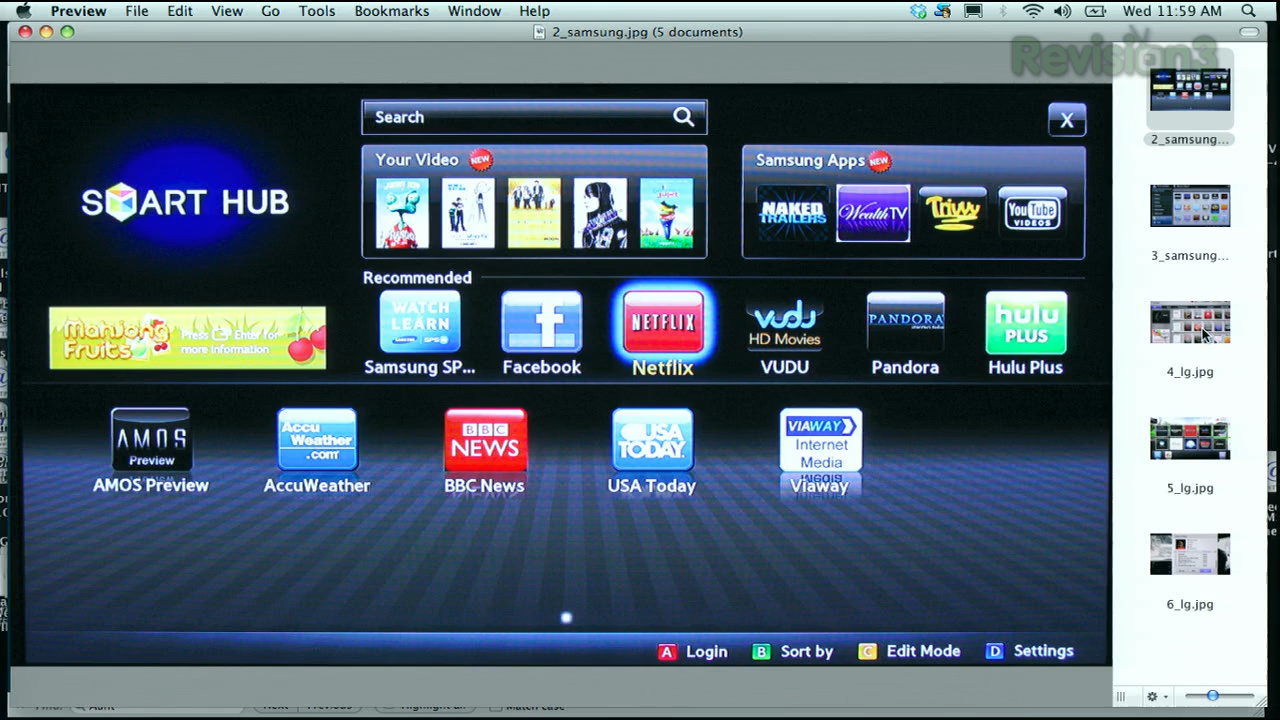 Preview File Edit View Go Tools Bookmarks Window Help Wed 11:59 AM
2_samsung.jpg (5 documents)
Revision3
Search
X
SMART HUB
Your Video NEW
Samsung Apps NEW
NAKED TRAILERS
WealthTV
Trivy
YouTube VIDEOS
Recommended
Mahjong Fruits
Press Enter for
more Information
WATCH
LEARN
NETFLIX
vudu
HD Movies
PANDORA
hulu
PLUS
Samsung SP... Facebook Netflix VUDU Pandora Hulu Plus
AMOS
Preview
Accu
Weather
.com
BBC
NEWS
USA
TODAY
VIAWAY
Internet
Media
AMOS Preview AccuWeather BBC News USA Today Viaway
A Login B Sort by C Edit Mode D Settings
2_samsung...
3_samsung...
4_lg.jpg
5_lg.jpg
6_lg.jpg